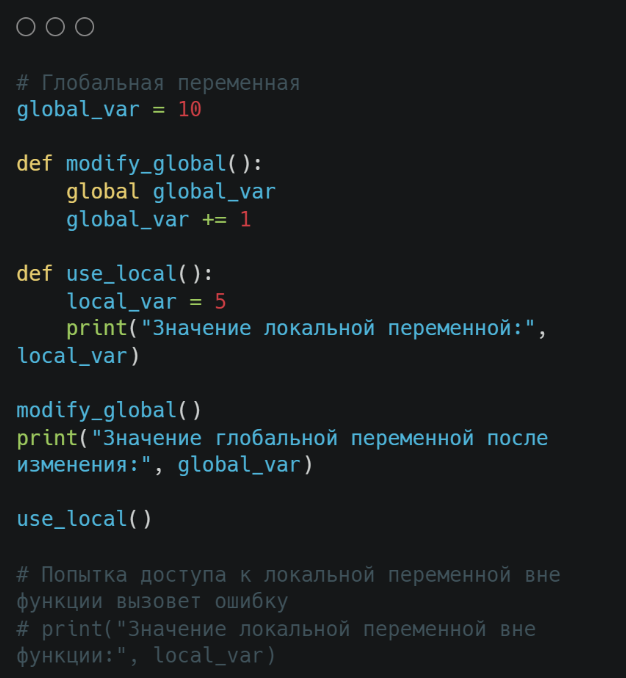 # Глобальная переменная
global_var = 10
def modify_global():
    global global_var
    global_var += 1
def use_local():
    local_var = 5
    print("Значение локальной переменной:",
local_var)
modify_global()
print("Значение глобальной переменной после
изменения:", global_var)
use_local()
# Попытка доступа к локальной переменной вне
функции вызовет ошибку
# print("Значение локальной переменной вне
функции:", local_var)